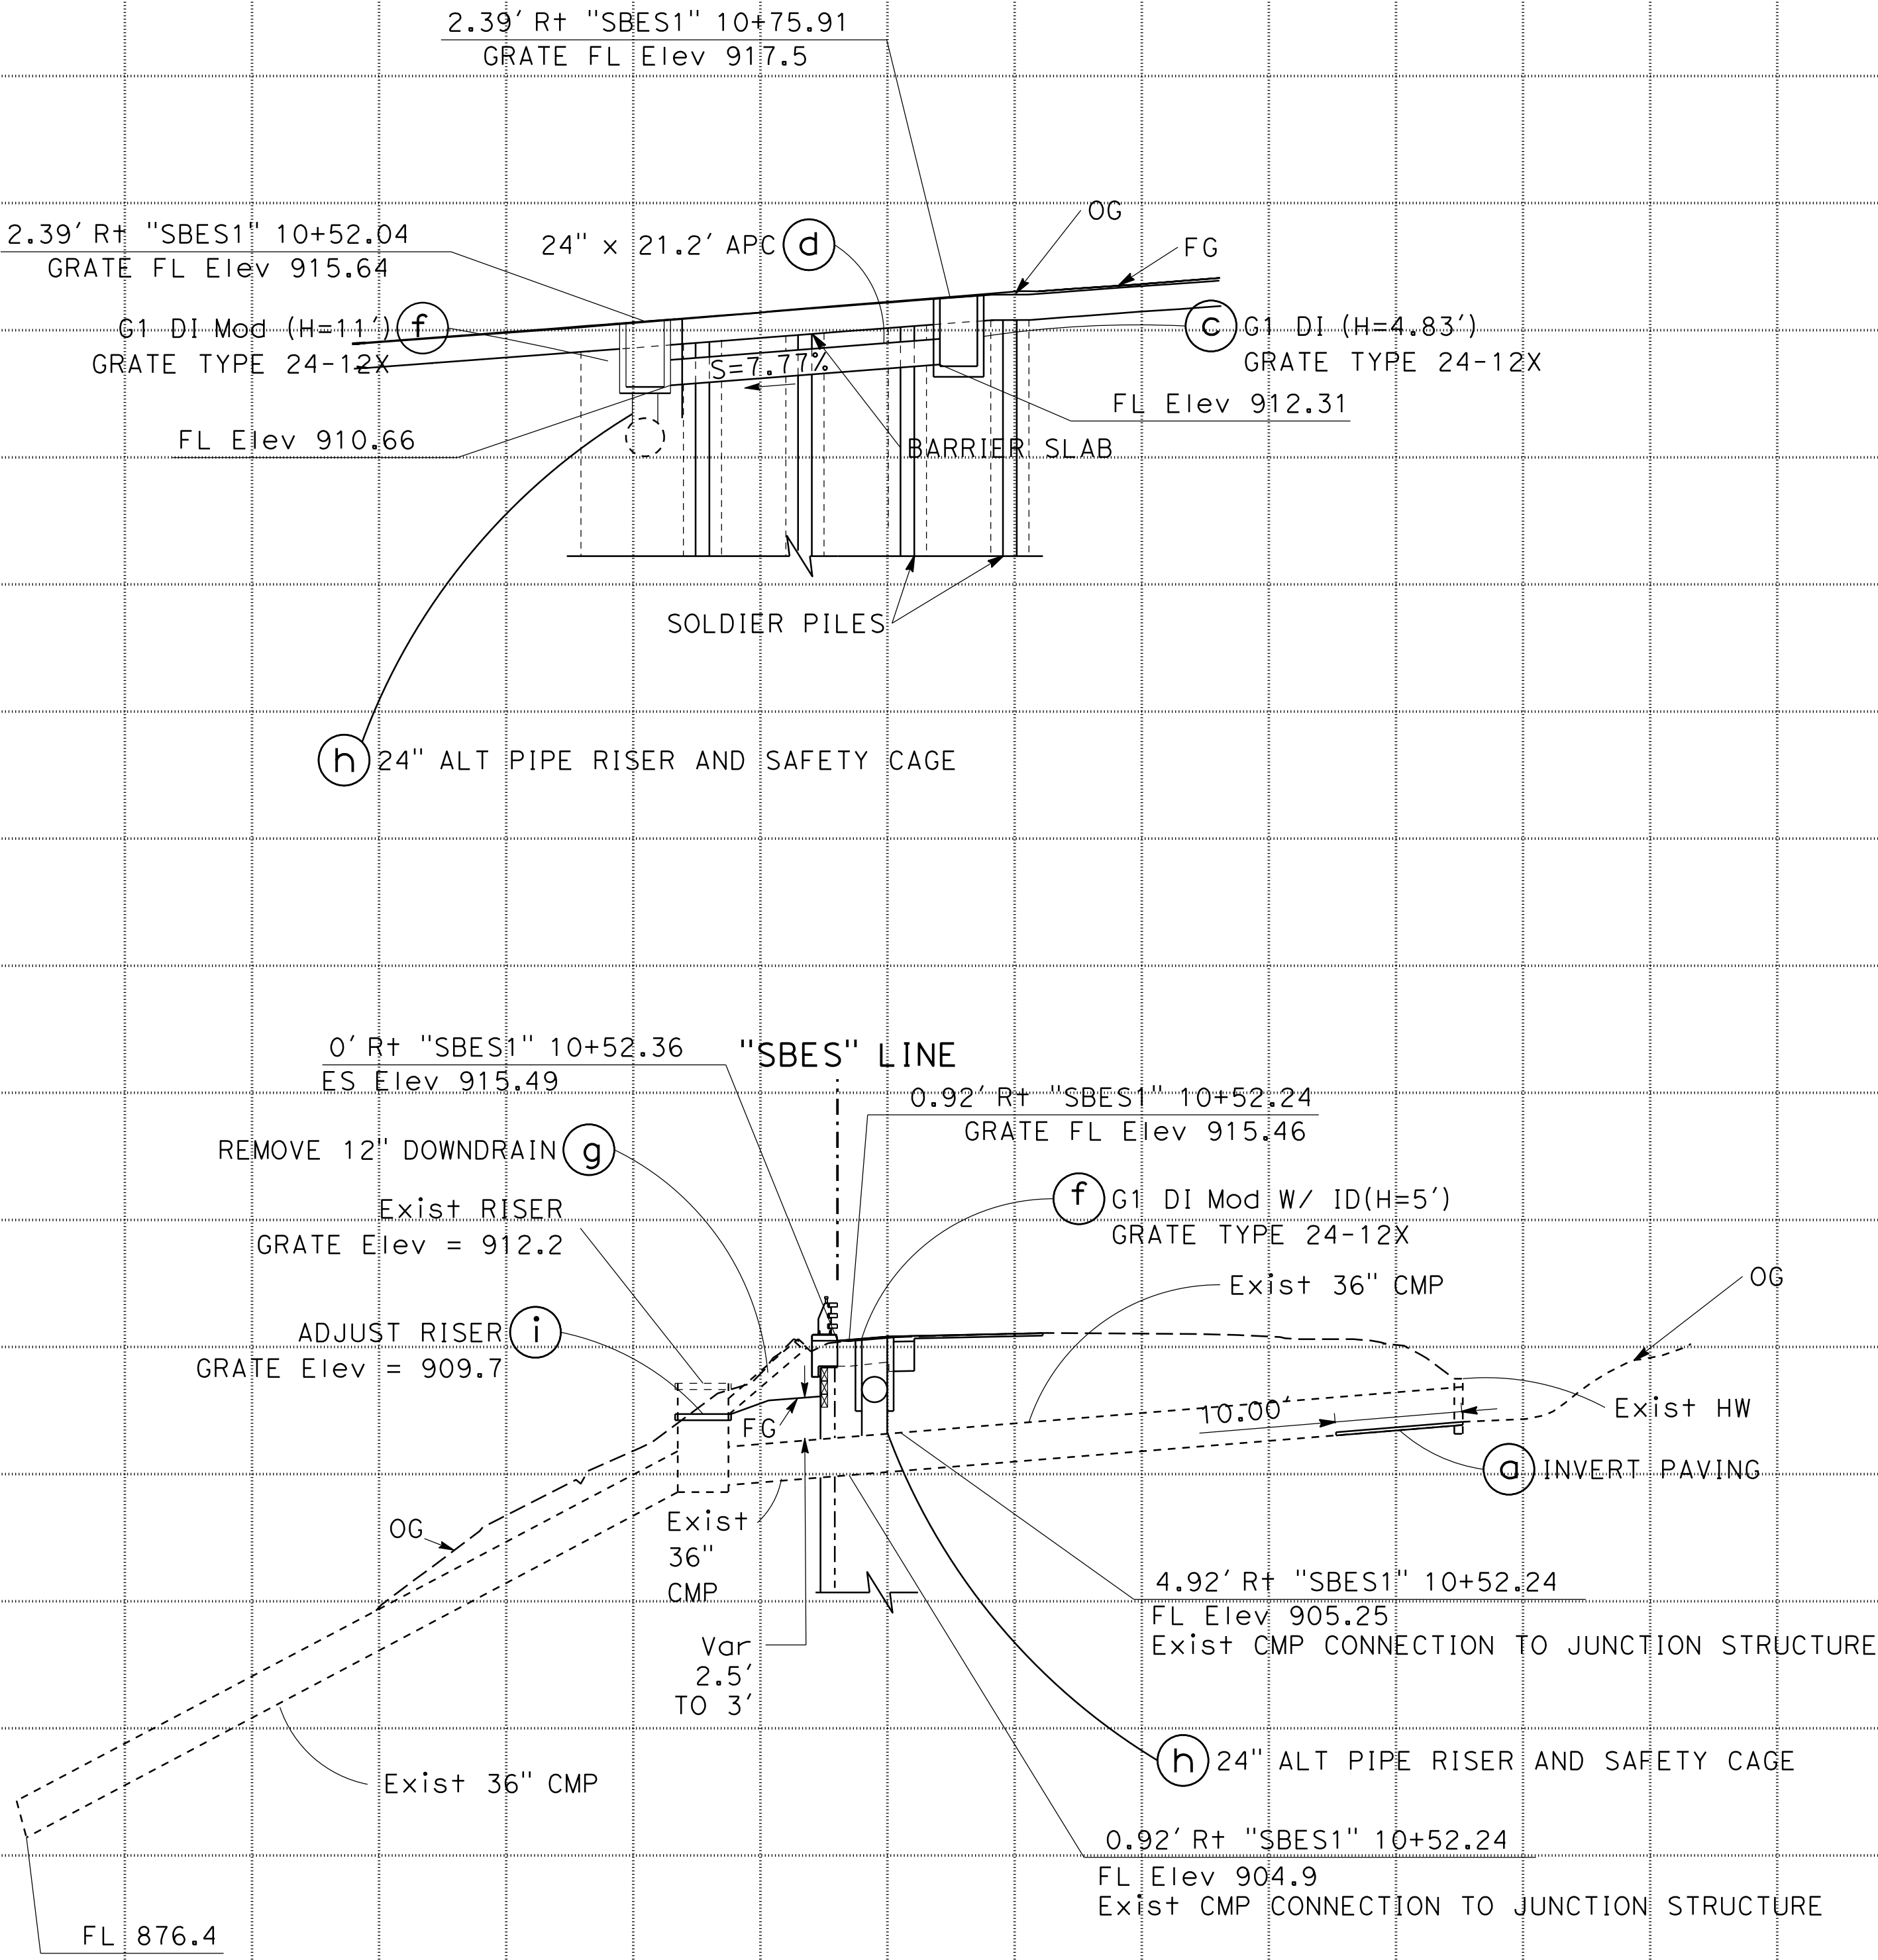 2.39' Rt "SBES1" 10+75.91
GRATE FL Elev 917.5
OG
2.39' Rt "SBES1" 10+52.04
GRATE FL Elev 915.64
24" x 21.2' APC d
FG
G1 DI Mod (H=11') f
GRATE TYPE 24-12X
c G1 DI (H=4.83')
GRATE TYPE 24-12X
S=7.77%
FL Elev 912.31
FL Elev 910.66
BARRIER SLAB
SOLDIER PILES
h 24" ALT PIPE RISER AND SAFETY CAGE
0' Rt "SBES1" 10+52.36
ES Elev 915.49
"SBES" LINE
0.92' Rt "SBES1" 10+52.24
GRATE FL Elev 915.46
REMOVE 12" DOWNDRAIN g
Exist RISER
GRATE Elev = 912.2
f G1 DI Mod W/ ID(H=5')
GRATE TYPE 24-12X
Exist 36" CMP
OG
ADJUST RISER i
GRATE Elev = 909.7
FG
10.00'
Exist HW
a INVERT PAVING
OG
Exist
36"
CMP
4.92' Rt "SBES1" 10+52.24
FL Elev 905.25
Exist CMP CONNECTION TO JUNCTION STRUCTURE
Var
2.5'
TO 3'
h 24" ALT PIPE RISER AND SAFETY CAGE
Exist 36" CMP
0.92' Rt "SBES1" 10+52.24
FL Elev 904.9
Exist CMP CONNECTION TO JUNCTION STRUCTURE
FL 876.4